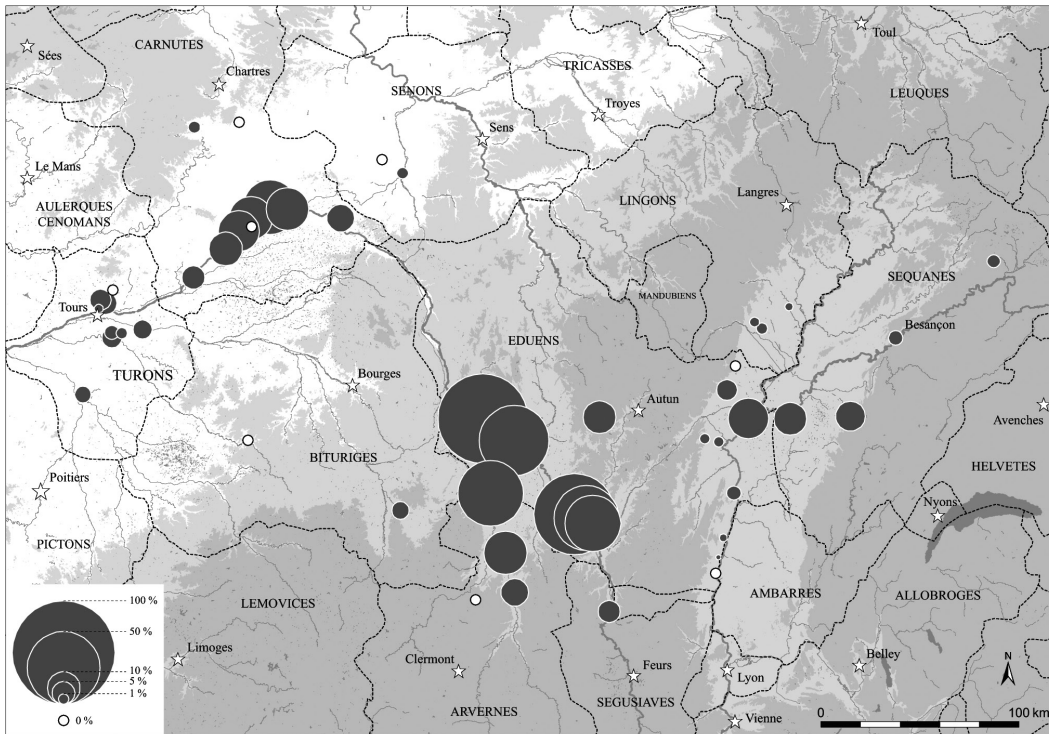 CARNUTES
Toul
Sées
TRICASSES
Chartres
SÉNONS
LEUQUES
Troyes
Sens
Le Mans
Langres
LINGONS
AULERQUES
CENOMANS
SEQUANES
MANDUBIENS
Tours
Besançon
EDUENS
TURONS
Bourges
Autun
Avenches
BITURIGES
HELVETES
Poitiers
Nyons
PICTONS
100 %
LEMOVICES
AMBARRES
ALLOBROGES
50 %
Limoges
Clermont
Feurs
Belley
N
10 %
5 %
Lyon
1 %
ARVERNES
SEGUSIAVES
0 %
Vienne
0
100 km